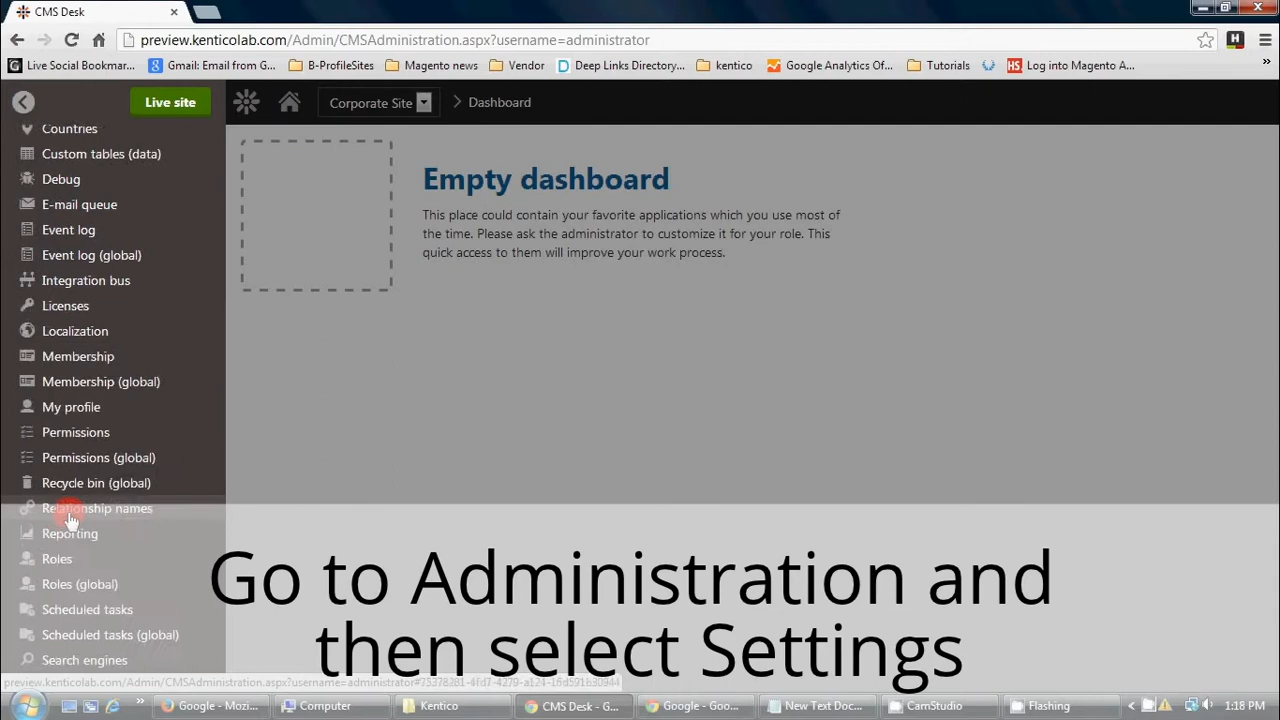 CMS Desk
preview.kenticolab.com/Admin/CMSAdministration.aspx?username=administrator
Live Social Bookmar...
Gmail: Email from G...
B-ProfileSites
Magento news
Vendor
Deep Links Directory...
kentico
Google Analytics Of...
Tutorials
HS Log into Magento A...
»
Live site
Corporate Site
Dashboard
Countries
Custom tables (data)
Debug
E-mail queue
Event log
Event log (global)
Integration bus
Licenses
Localization
Membership
Membership (global)
My profile
Permissions
Permissions (global)
Recycle bin (global)
Relationship names
Reporting
Roles
Roles (global)
Scheduled tasks
Scheduled tasks (global)
Search engines
Empty dashboard
This place could contain your favorite applications which you use most of
the time. Please ask the administrator to customize it for your role. This
quick access to them will improve your work process.
Go to Administration and
then select Settings
Google - Mozi...
Computer
Kentico
CMS Desk - G...
Google - Goo...
New Text Doc...
CamStudio
Flashing
1:18 PM